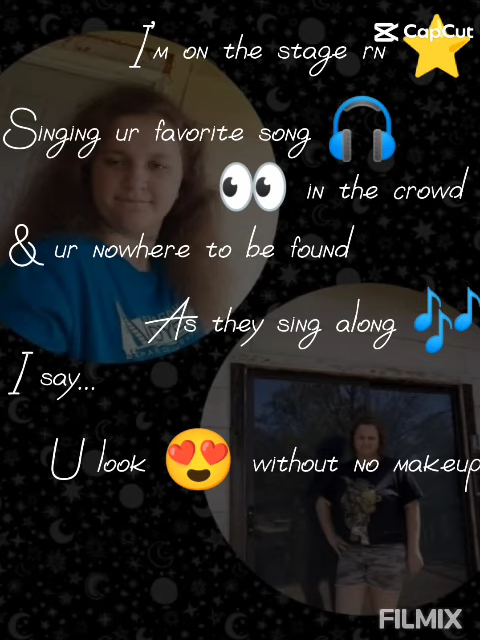 I'm on the stage rn ⭐
CapCut
Singing ur favorite song 🎧
👀 in the crowd
& ur nowhere to be found
As they sing along 🎶
I say...
U look 😍 without no makeup
FILMIX